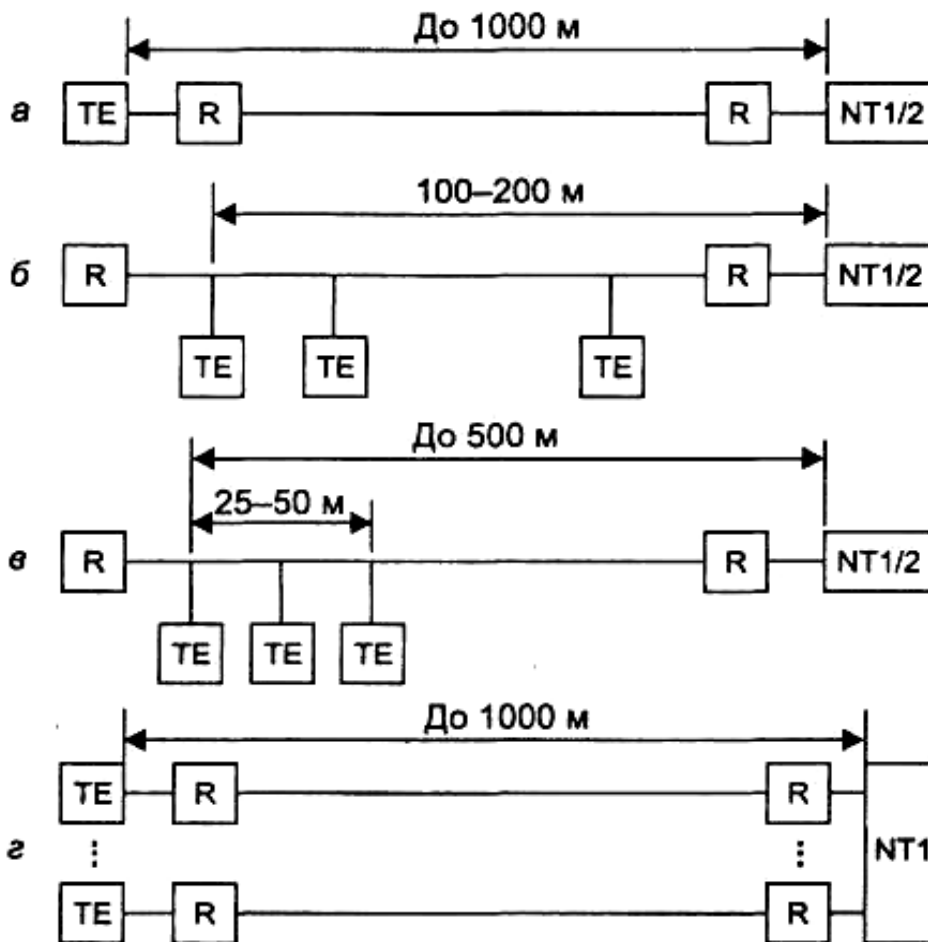 До 1000 м
а TE R R NT1/2
100–200 м
б R R NT1/2
TE TE TE
До 500 м
25–50 м
в R R NT1/2
TE TE TE
До 1000 м
TE R R
г NT1
TE R R